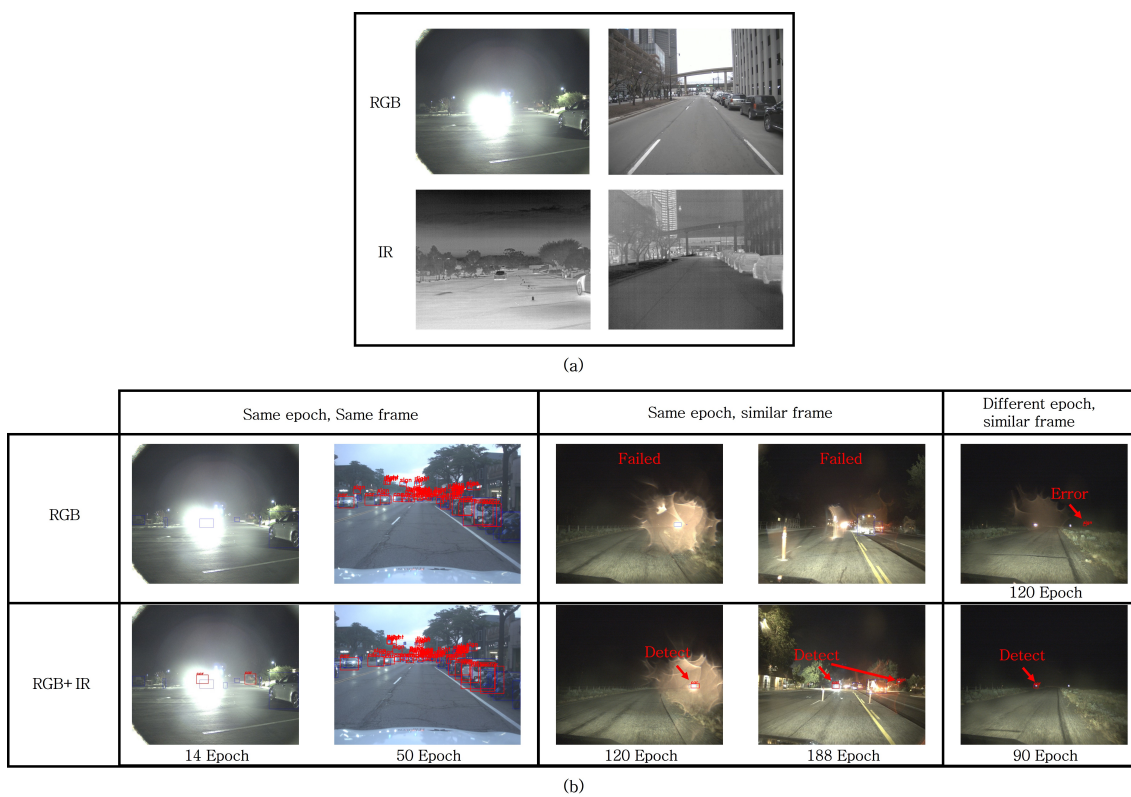 RGB
IR
(a)
Same epoch, Same frame
Same epoch, similar frame
Different epoch,
similar frame
RGB
Failed
Failed
Error
120 Epoch
RGB+IR
Detect
Detect
Detect
14 Epoch
50 Epoch
120 Epoch
188 Epoch
90 Epoch
(b)